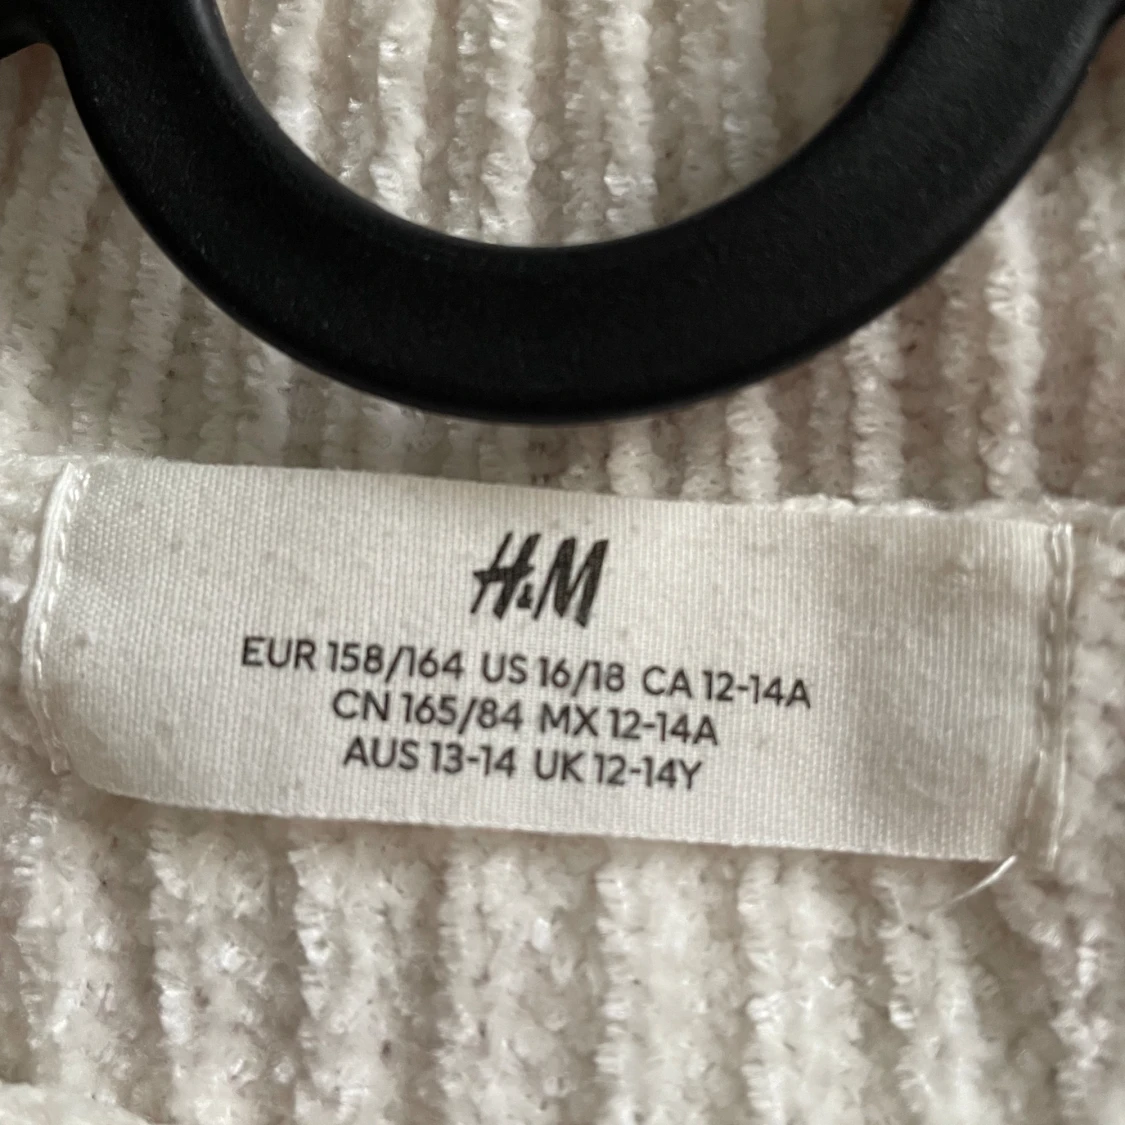 H&M
EUR 158/164 US 16/18 CA 12-14A
CN 165/84 MX 12-14A
AUS 13-14 UK 12-14Y